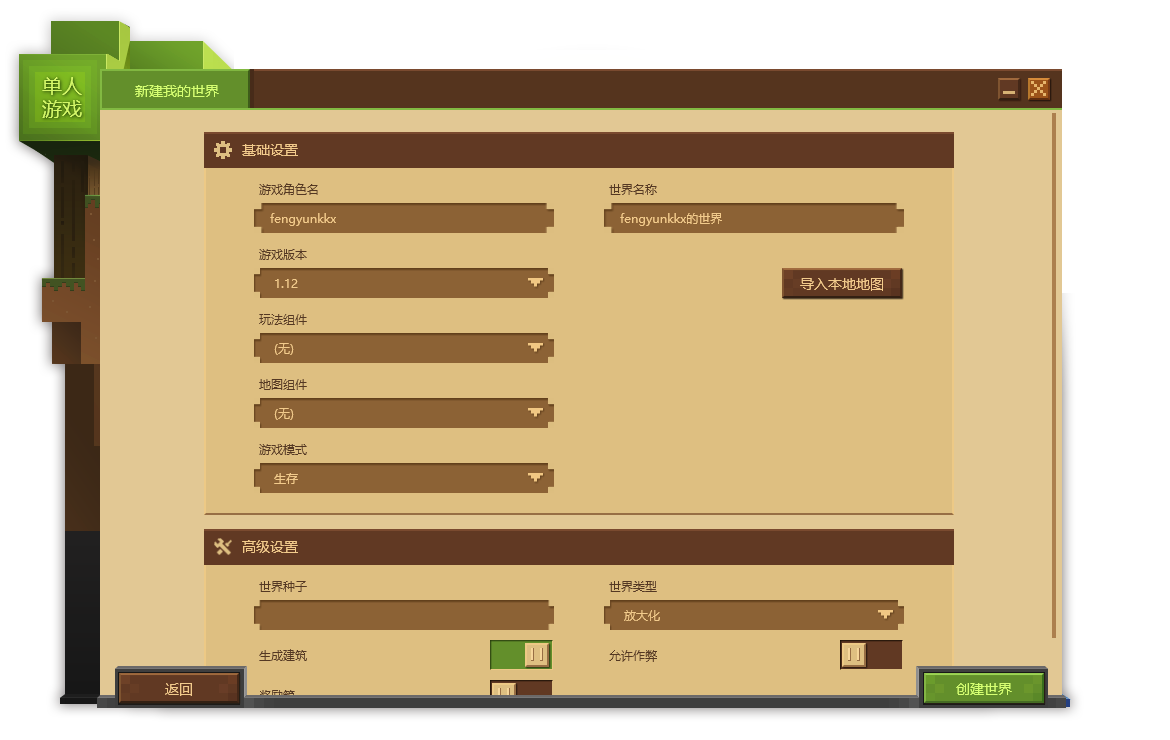 单人
游戏
新建我的世界
基础设置
游戏角色名
世界名称
fengyunkkx
fengyunkkx的世界
游戏版本
1.12
导入本地地图
玩法组件
(无)
地图组件
(无)
游戏模式
生存
高级设置
世界种子
世界类型
放大化
生成建筑
允许作弊
奖励箱
返回
创建世界